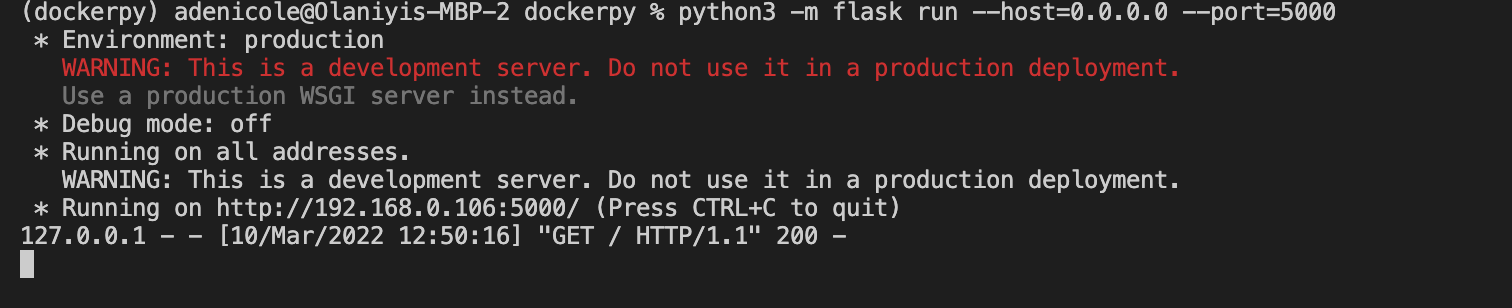 (dockerpy) adenicole@Olaniyis-MBP-2 dockerpy % python3 -m flask run --host=0.0.0.0 --port=5000
* Environment: production
WARNING: This is a development server. Do not use it in a production deployment.
Use a production WSGI server instead.
* Debug mode: off
* Running on all addresses.
WARNING: This is a development server. Do not use it in a production deployment.
* Running on http://192.168.0.106:5000/ (Press CTRL+C to quit)
127.0.0.1 - - [10/Mar/2022 12:50:16] "GET / HTTP/1.1" 200 -